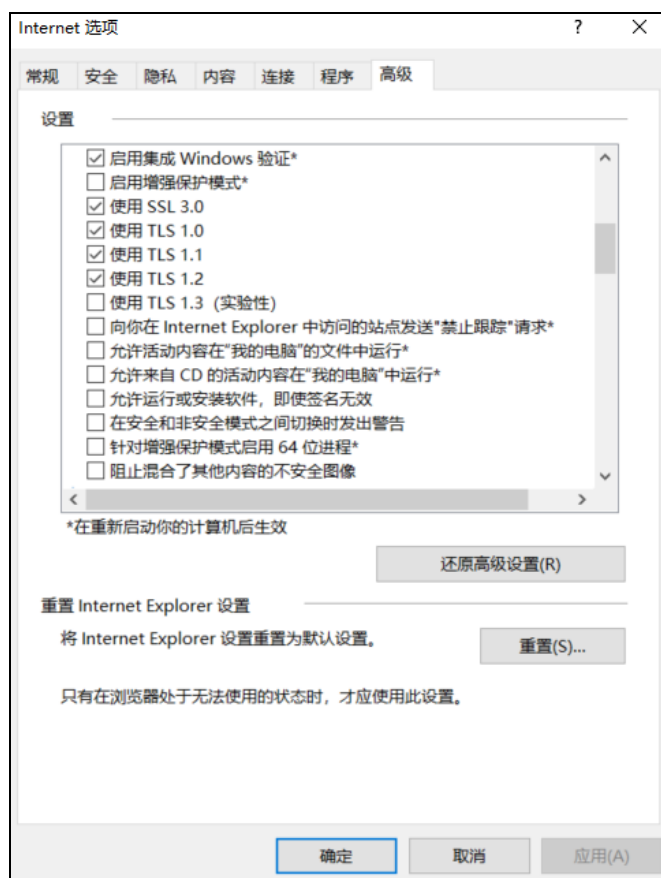 Internet 选项
? ×
常规 安全 隐私 内容 连接 程序 高级
设置
启用集成 Windows 验证*
启用增强保护模式*
使用 SSL 3.0
使用 TLS 1.0
使用 TLS 1.1
使用 TLS 1.2
使用 TLS 1.3（实验性）
向你在 Internet Explorer 中访问的站点发送"禁止跟踪"请求*
允许活动内容在"我的电脑"的文件中运行*
允许来自 CD 的活动内容在"我的电脑"中运行*
允许运行或安装软件，即使签名无效
在安全和非安全模式之间切换时发出警告
针对增强保护模式启用 64 位进程*
阻止混合了其他内容的不安全图像
*在重新启动你的计算机后生效
还原高级设置(R)
重置 Internet Explorer 设置
将 Internet Explorer 设置重置为默认设置。
重置(S)...
只有在浏览器处于无法使用的状态时，才应使用此设置。
确定 取消 应用(A)